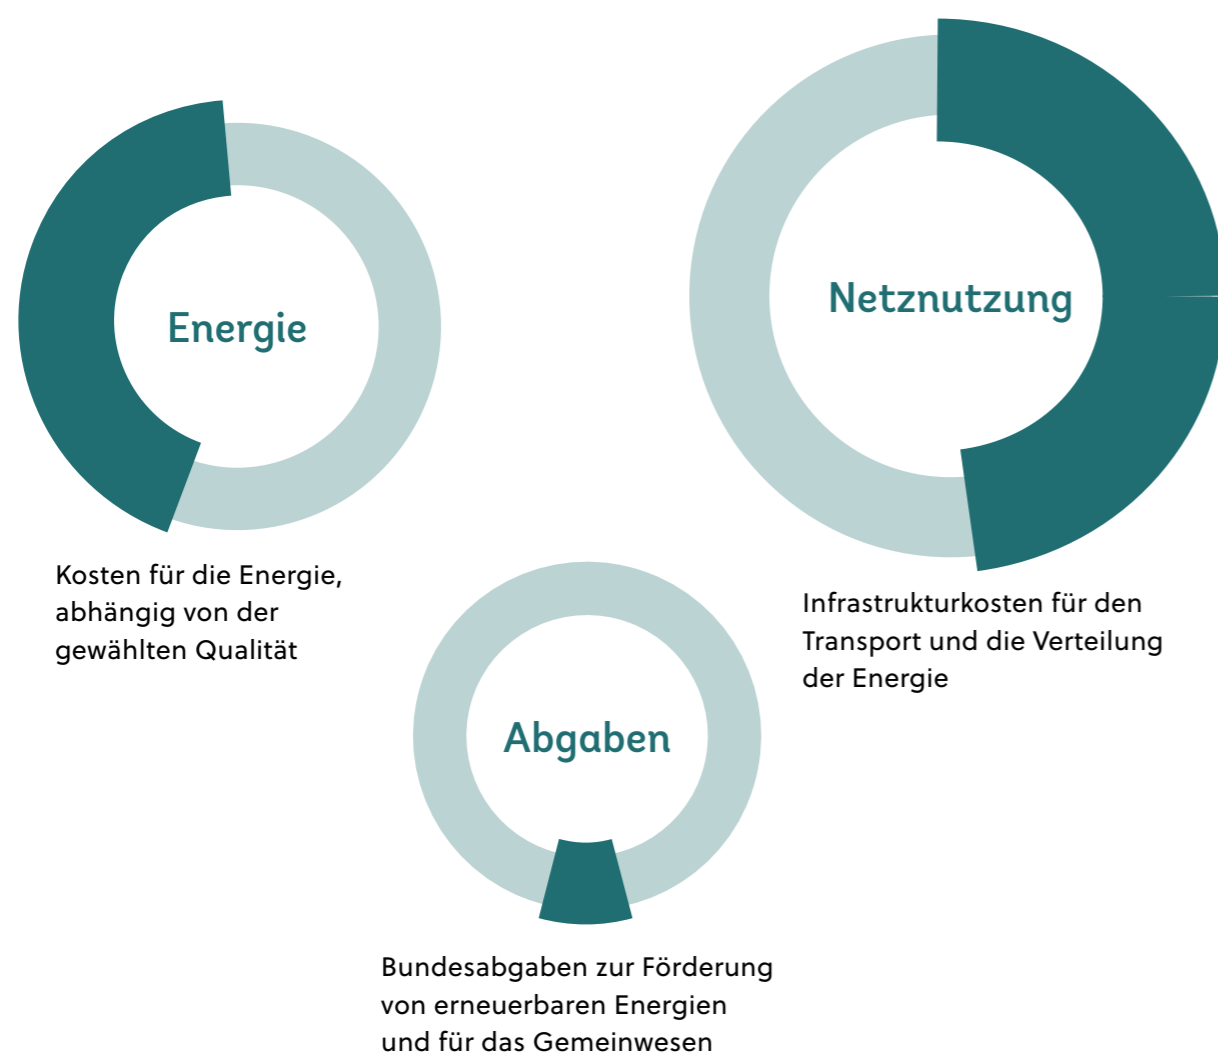 Energie
Kosten für die Energie,
abhängig von der
gewählten Qualität
Netznutzung
Infrastrukturkosten für den
Transport und die Verteilung
der Energie
Abgaben
Bundesabgaben zur Förderung
von erneuerbaren Energien
und für das Gemeinwesen